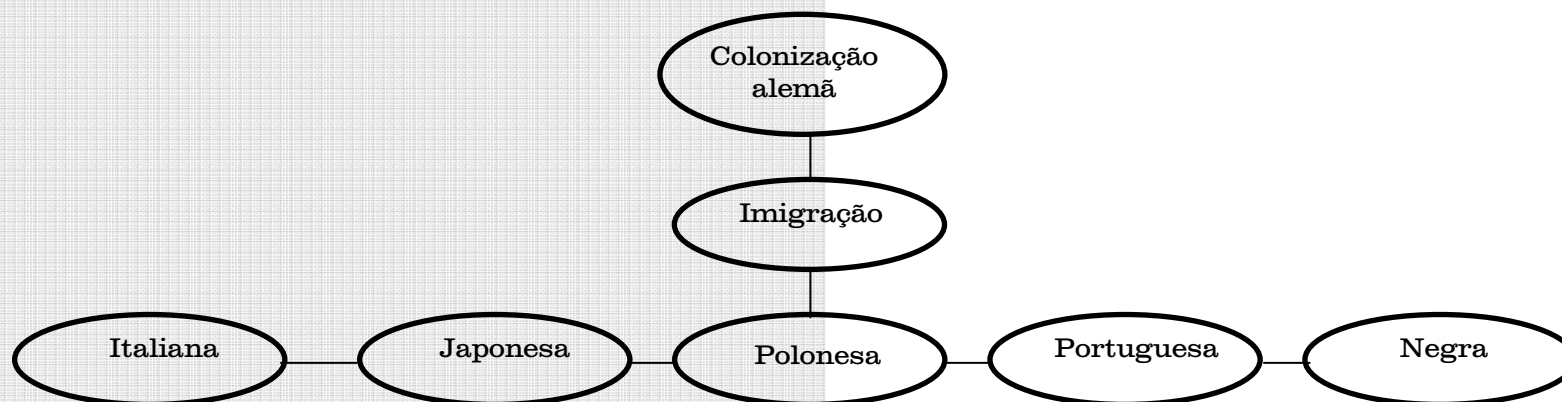 Colonização
alemã
Imigração
Italiana
Japonesa
Polonesa
Portuguesa
Negra